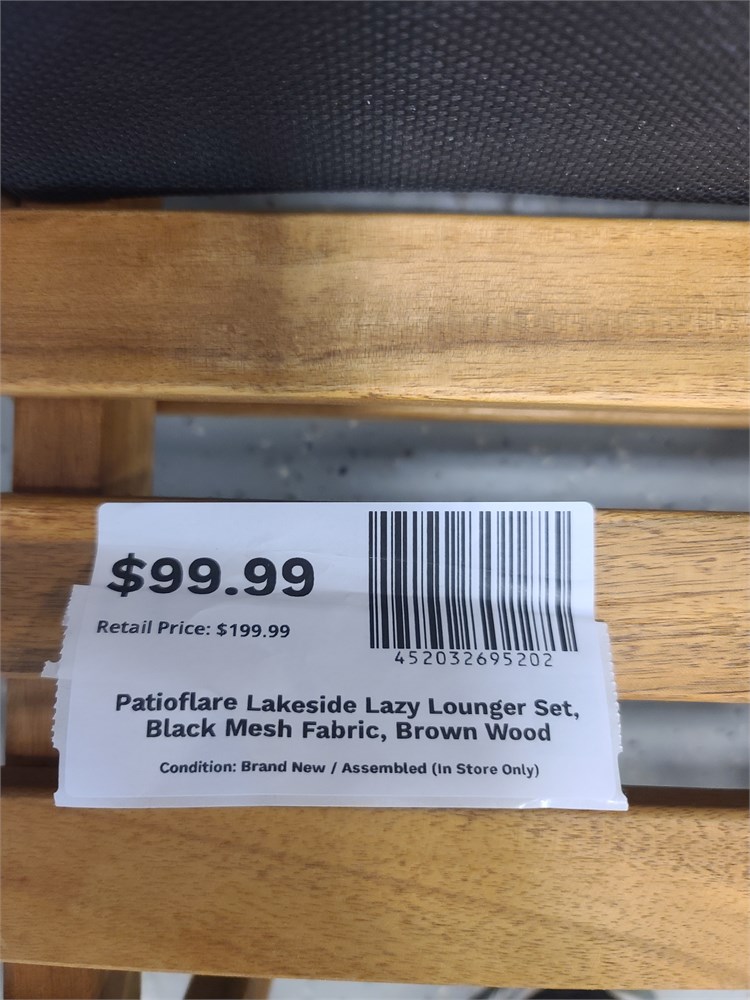 $99.99
Retail Price: $199.99
452032695202
Patioflare Lakeside Lazy Lounger Set,
Black Mesh Fabric, Brown Wood
Condition: Brand New / Assembled (In Store Only)